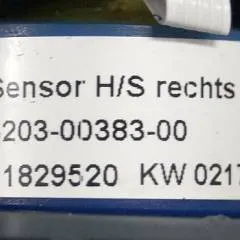 Sensor H/S rechts
203-00383-00
1829520 KW 0217